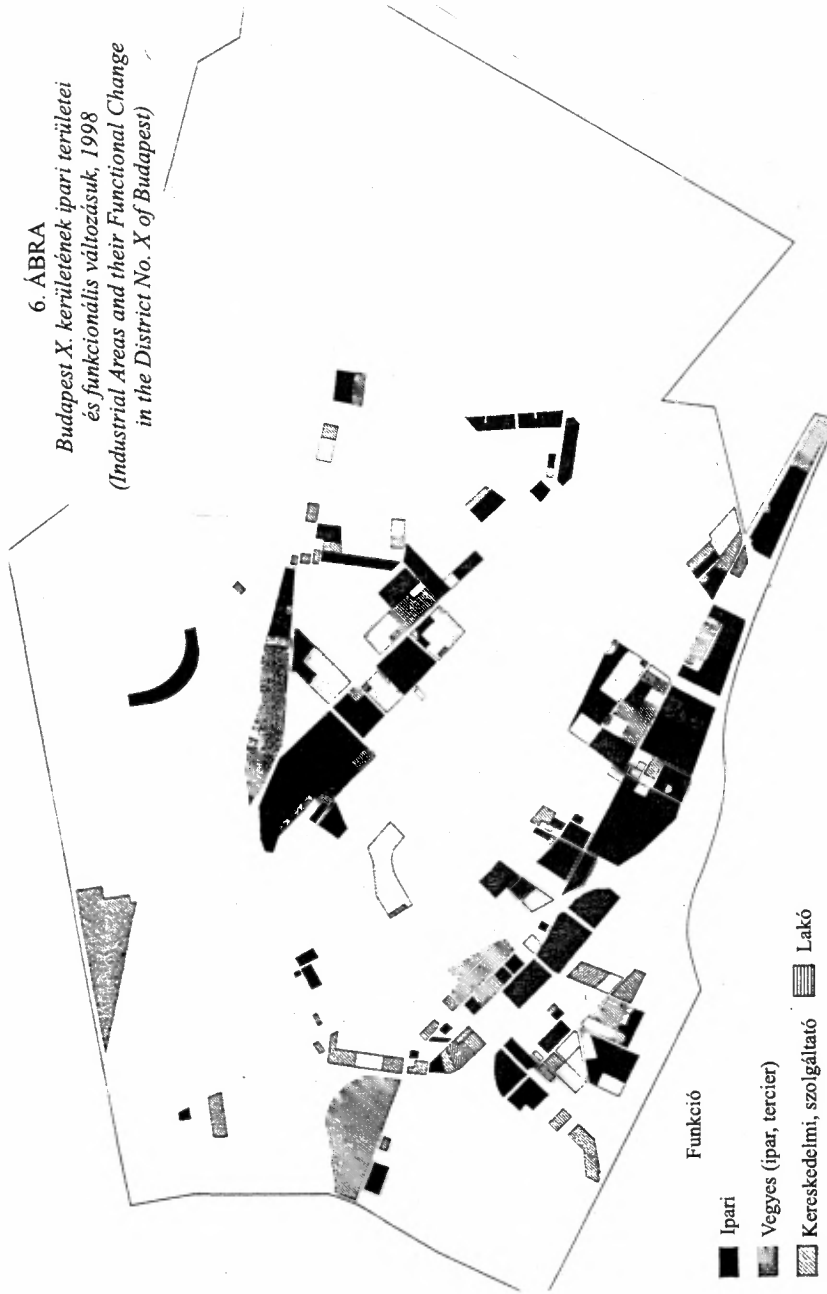 6. ÁBRA
Budapest X. kerületének ipari területei
és funkcionális változásuk, 1998
(Industrial Areas and their Functional Change
in the District No. X of Budapest)
Funkció
Ipari
Vegyes (ipar, tercier)
Kereskedelmi, szolgáltató
Lakó